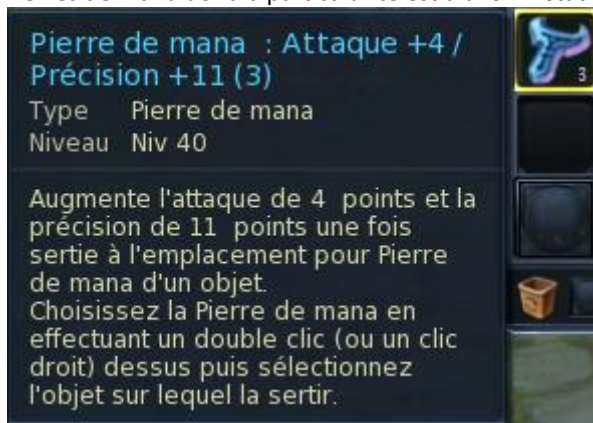 Pierre de mana : Attaque +4 /
Précision +11 (3)
Type Pierre de mana
Niveau Niv 40
Augmente l'attaque de 4 points et la
précision de 11 points une fois
sertie à l'emplacement pour Pierre
de mana d'un objet.
Choisissez la Pierre de mana en
effectuant un double clic (ou un clic
droit) dessus puis sélectionnez
l'objet sur lequel la sertir.
3